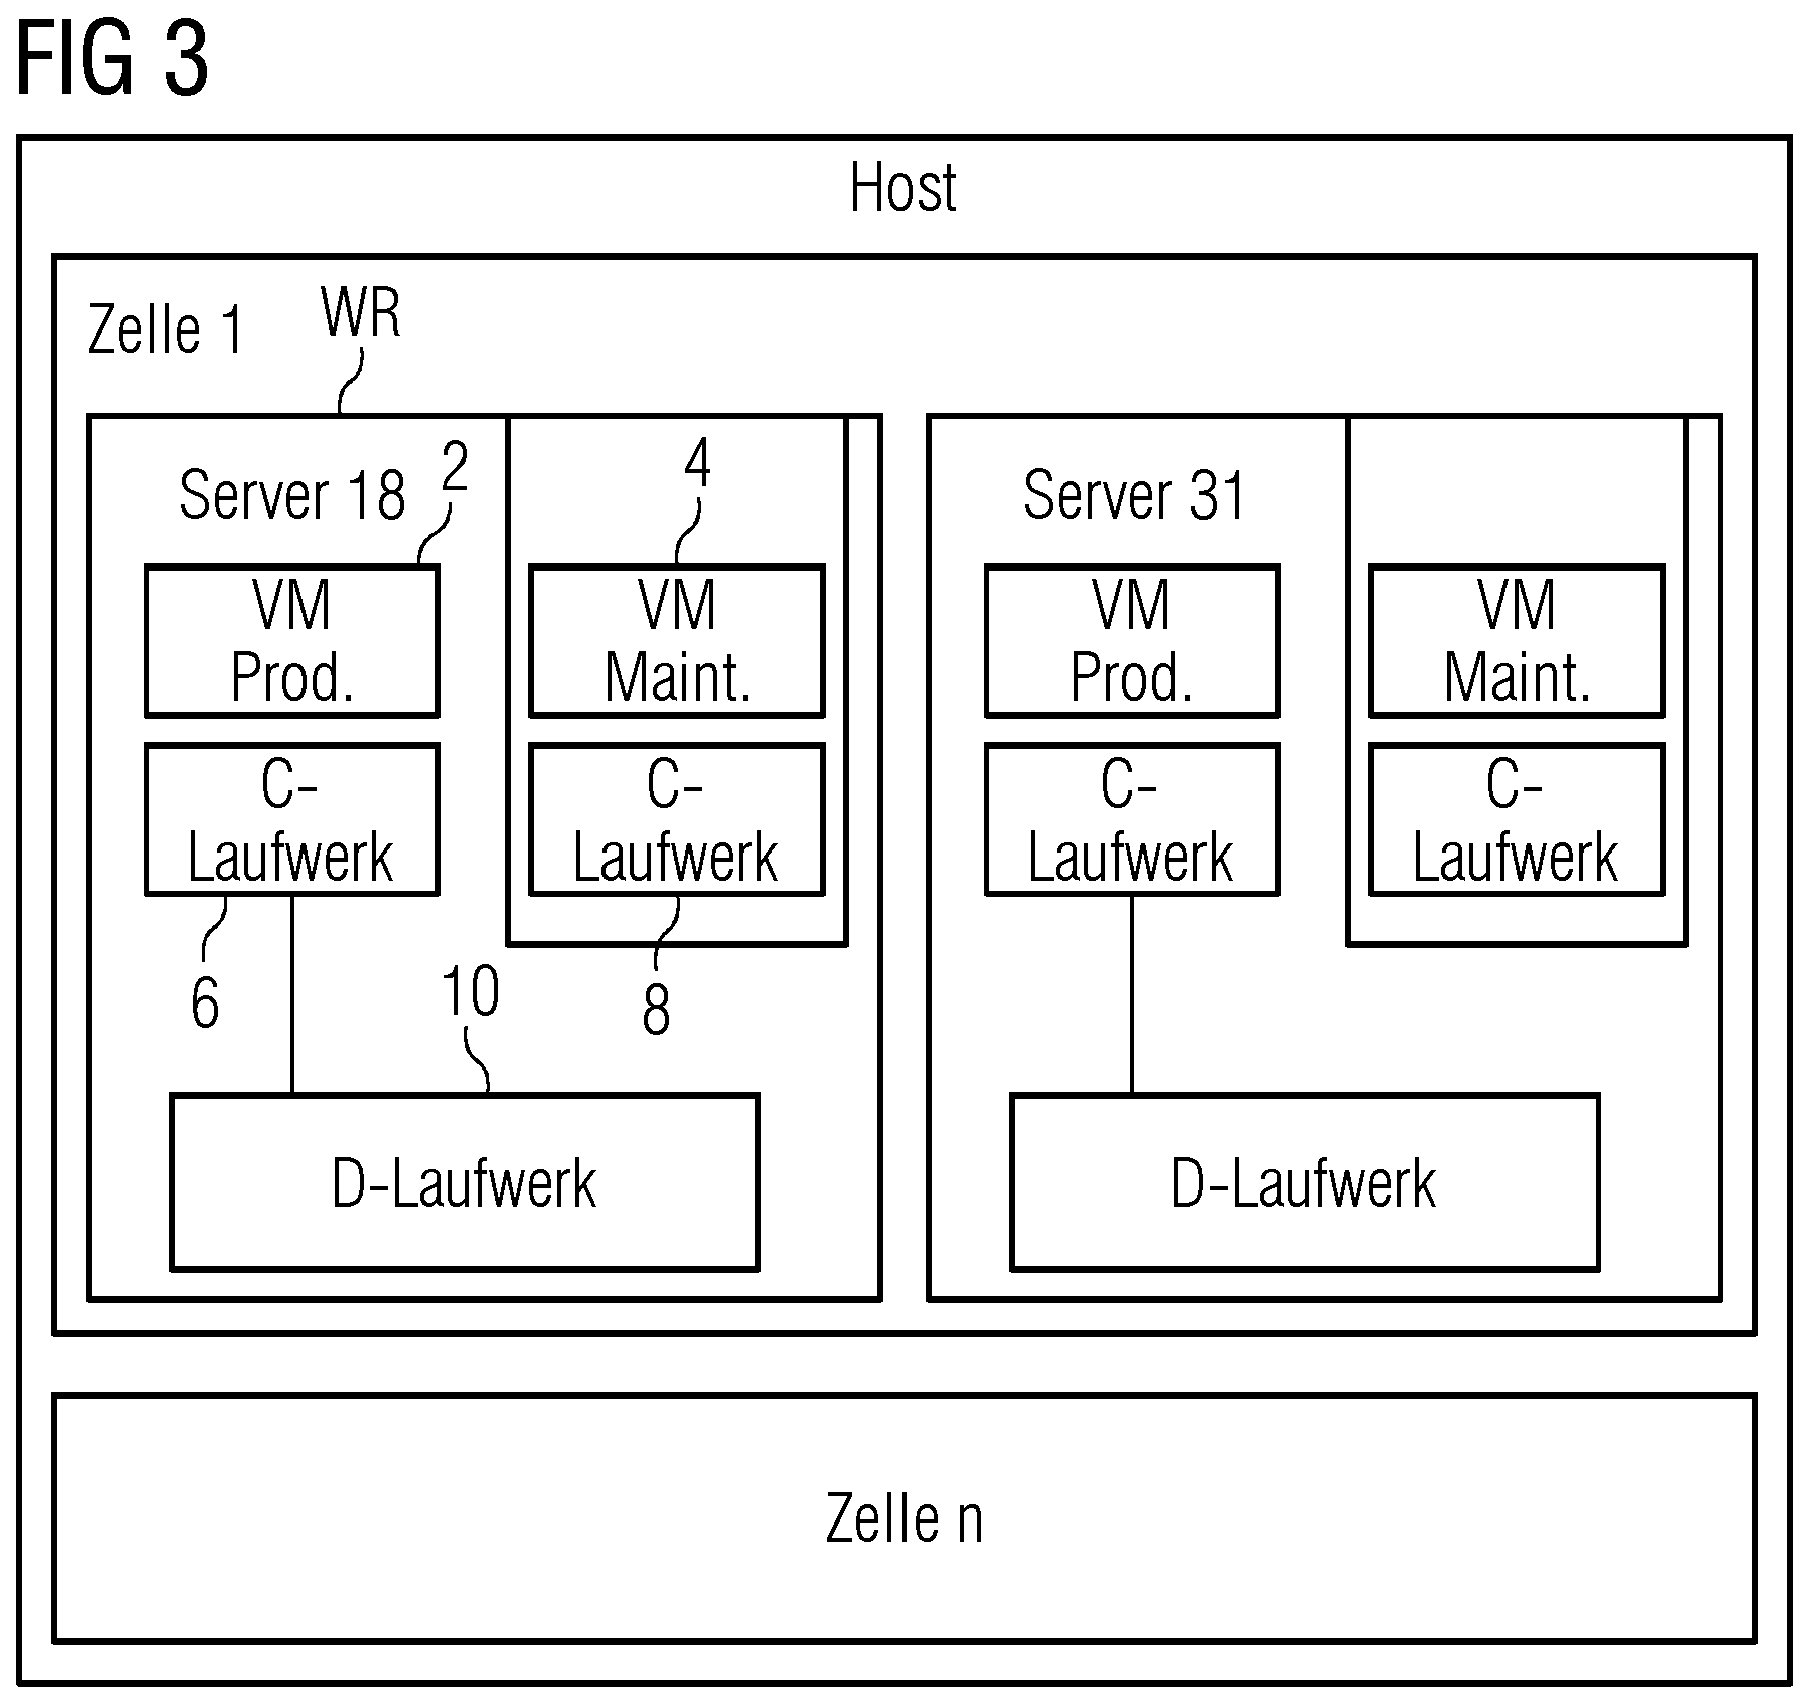 FIG 3
Host
Zelle 1
WR
Server 18
2
4
VM
Prod.
VM
Maint.
C-
Laufwerk
C-
Laufwerk
6
8
10
D-Laufwerk
Server 31
VM
Prod.
VM
Maint.
C-
Laufwerk
C-
Laufwerk
D-Laufwerk
Zelle n